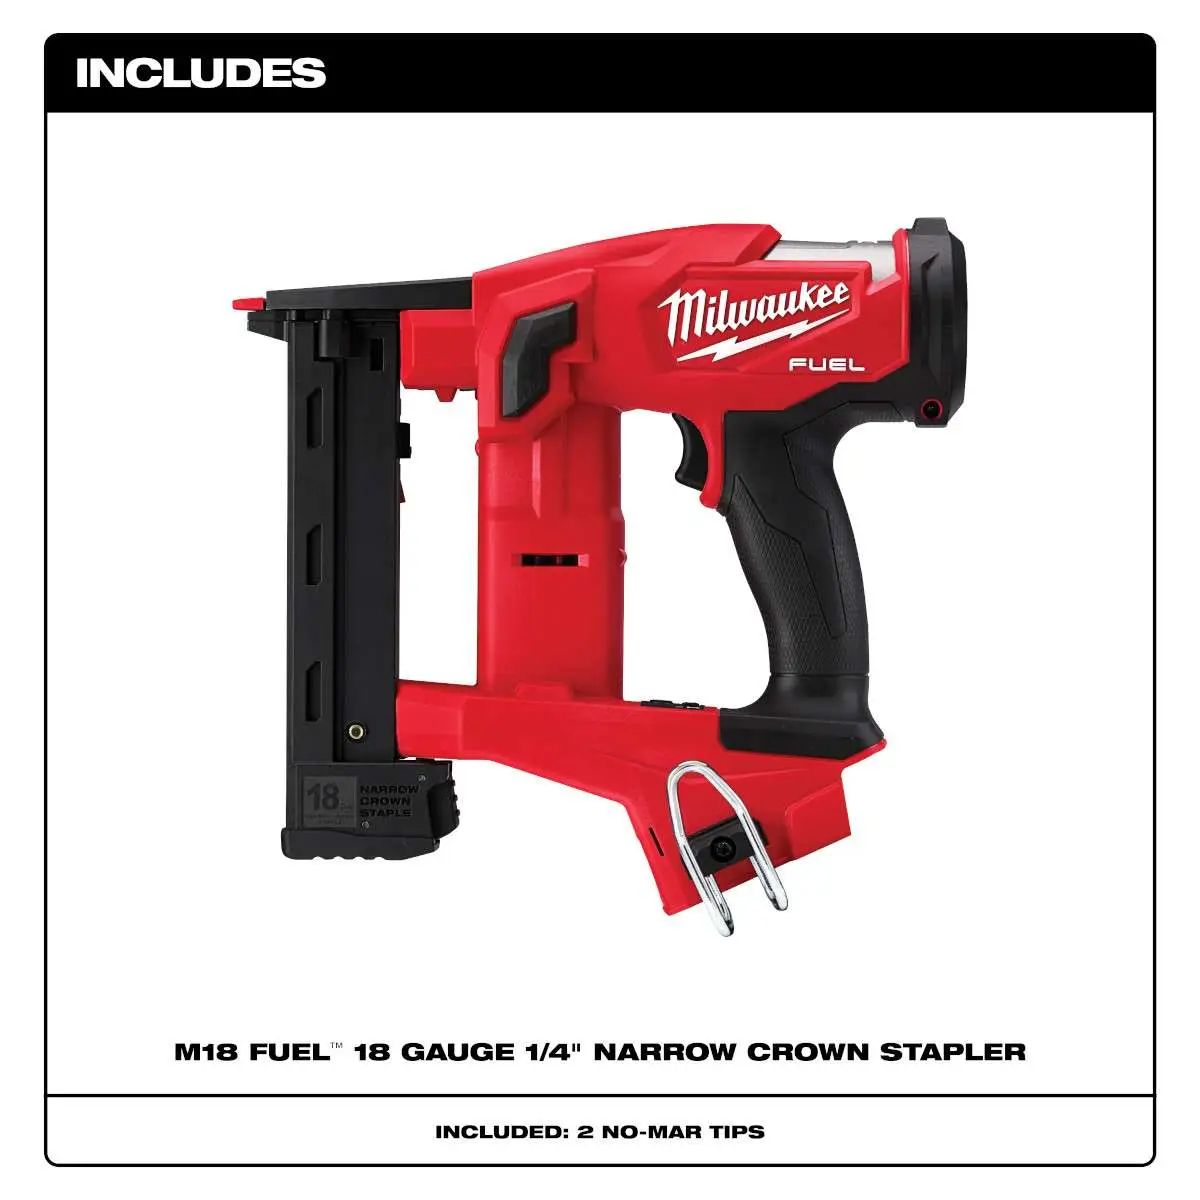 INCLUDES
Milwaukee
FUEL
18 GA
NARROW
CROWN
STAPLE
M18 FUEL™ 18 GAUGE 1/4" NARROW CROWN STAPLER
INCLUDED: 2 NO-MAR TIPS